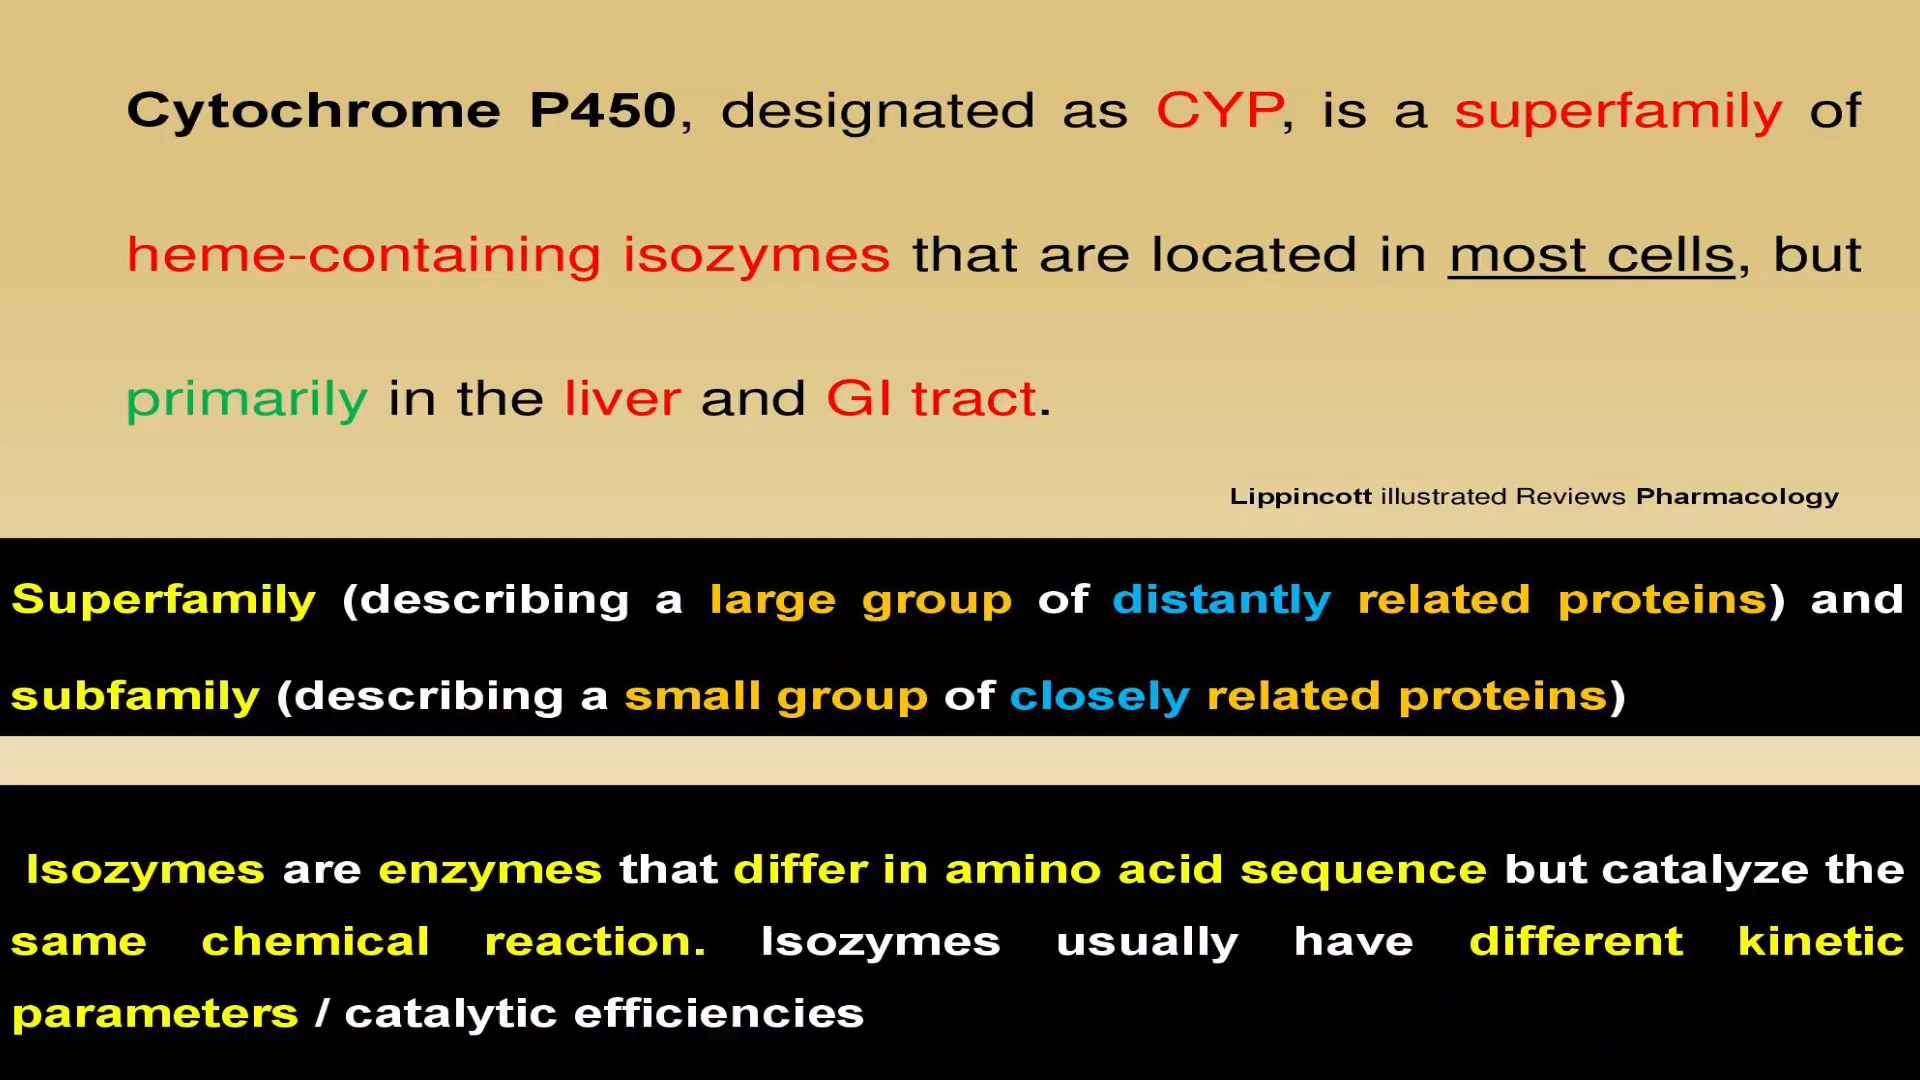 Cytochrome P450, designated as CYP, is a superfamily of
heme-containing isozymes that are located in most cells, but
primarily in the liver and GI tract.
Lippincott illustrated Reviews Pharmacology
Superfamily (describing a large group of distantly related proteins) and
subfamily (describing a small group of closely related proteins)
Isozymes are enzymes that differ in amino acid sequence but catalyze the
same chemical reaction. Isozymes usually have different kinetic
parameters / catalytic efficiencies